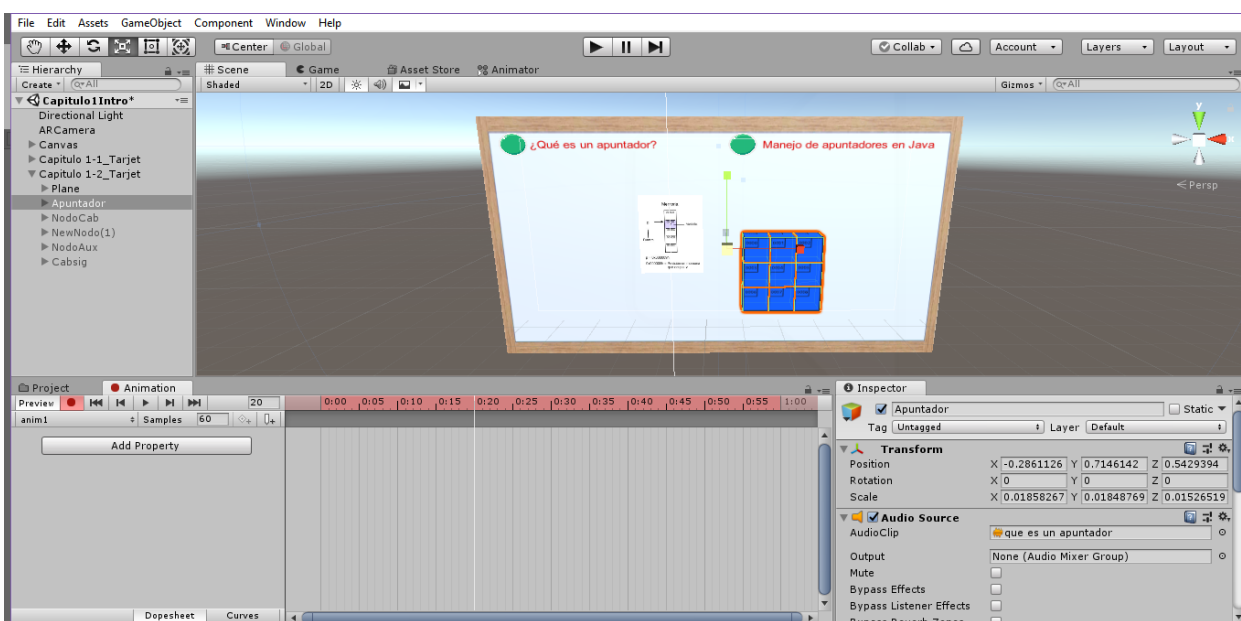 File Edit Assets GameObject Component Window Help
Center Global Collab Account Layers Layout
Hierarchy
Create All
Capitulo1Intro*
Directional Light
ARCamera
Canvas
Capitulo 1-1_Tarjet
Capitulo 1-2_Tarjet
Plane
Apuntador
NodoCab
NewNodo(1)
NodoAux
Cabsig
Scene Game Asset Store Animator
Shaded 2D Gizmos All
y
Persp
¿Qué es un apuntador? Manejo de apuntadores en Java
Project Animation
Preview 20 0:00 0:05 0:10 0:15 0:20 0:25 0:30 0:35 0:40 0:45 0:50 0:55 1:00
anim1 Samples 60
Add Property
Dopesheet Curves
Inspector
Apuntador Static
Tag Untagged Layer Default
Transform
Position X -0.2861126 Y 0.7146142 Z 0.5429394
Rotation X 0 Y 0 Z 0
Scale X 0.01858267 Y 0.01848769 Z 0.01526519
Audio Source
AudioClip que es un apuntador
Output None (Audio Mixer Group)
Mute
Bypass Effects
Bypass Listener Effects
Bypass Reverb Zones